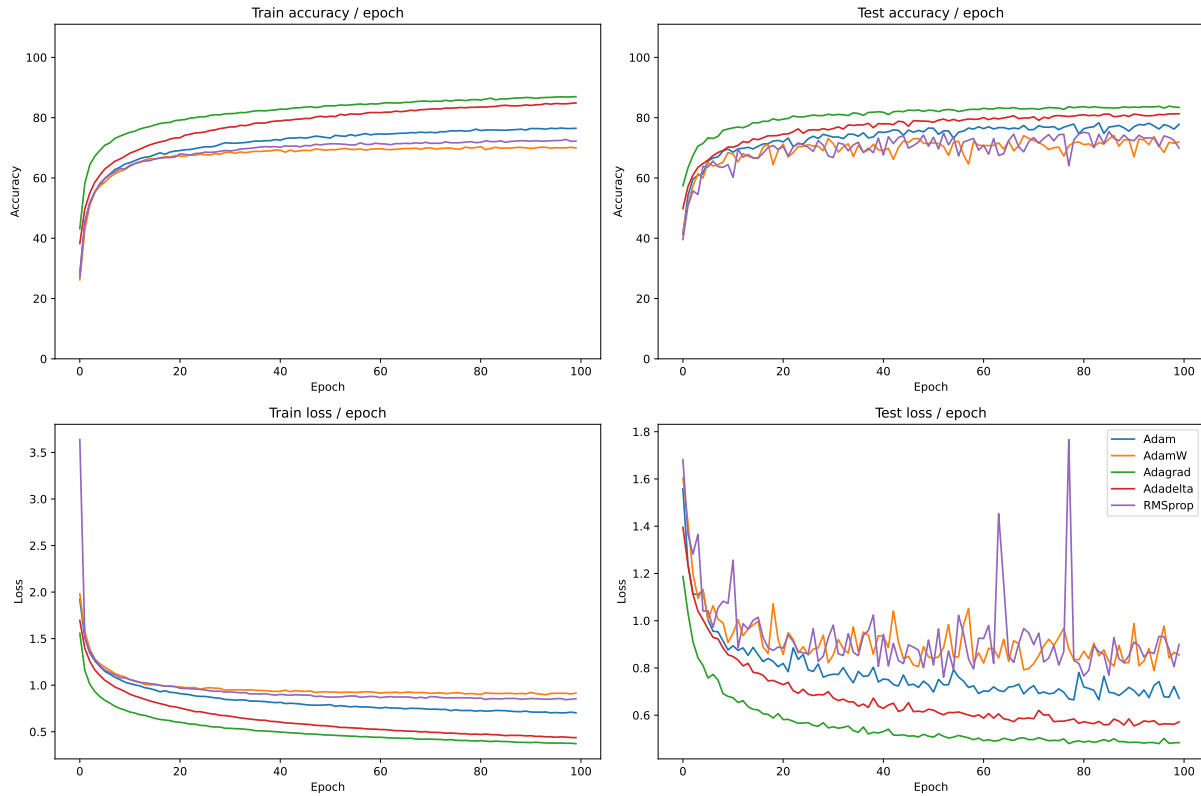 Train accuracy / epoch
100
80
60
40
20
0
Accuracy
0 20 40 60 80 100
Epoch
Test accuracy / epoch
100
80
60
40
20
0
Accuracy
0 20 40 60 80 100
Epoch
Train loss / epoch
3.5
3.0
2.5
2.0
1.5
1.0
0.5
Loss
0 20 40 60 80 100
Epoch
Test loss / epoch
1.8
1.6
1.4
1.2
1.0
0.8
0.6
Loss
0 20 40 60 80 100
Epoch
Adam
AdamW
Adagrad
Adadelta
RMSprop